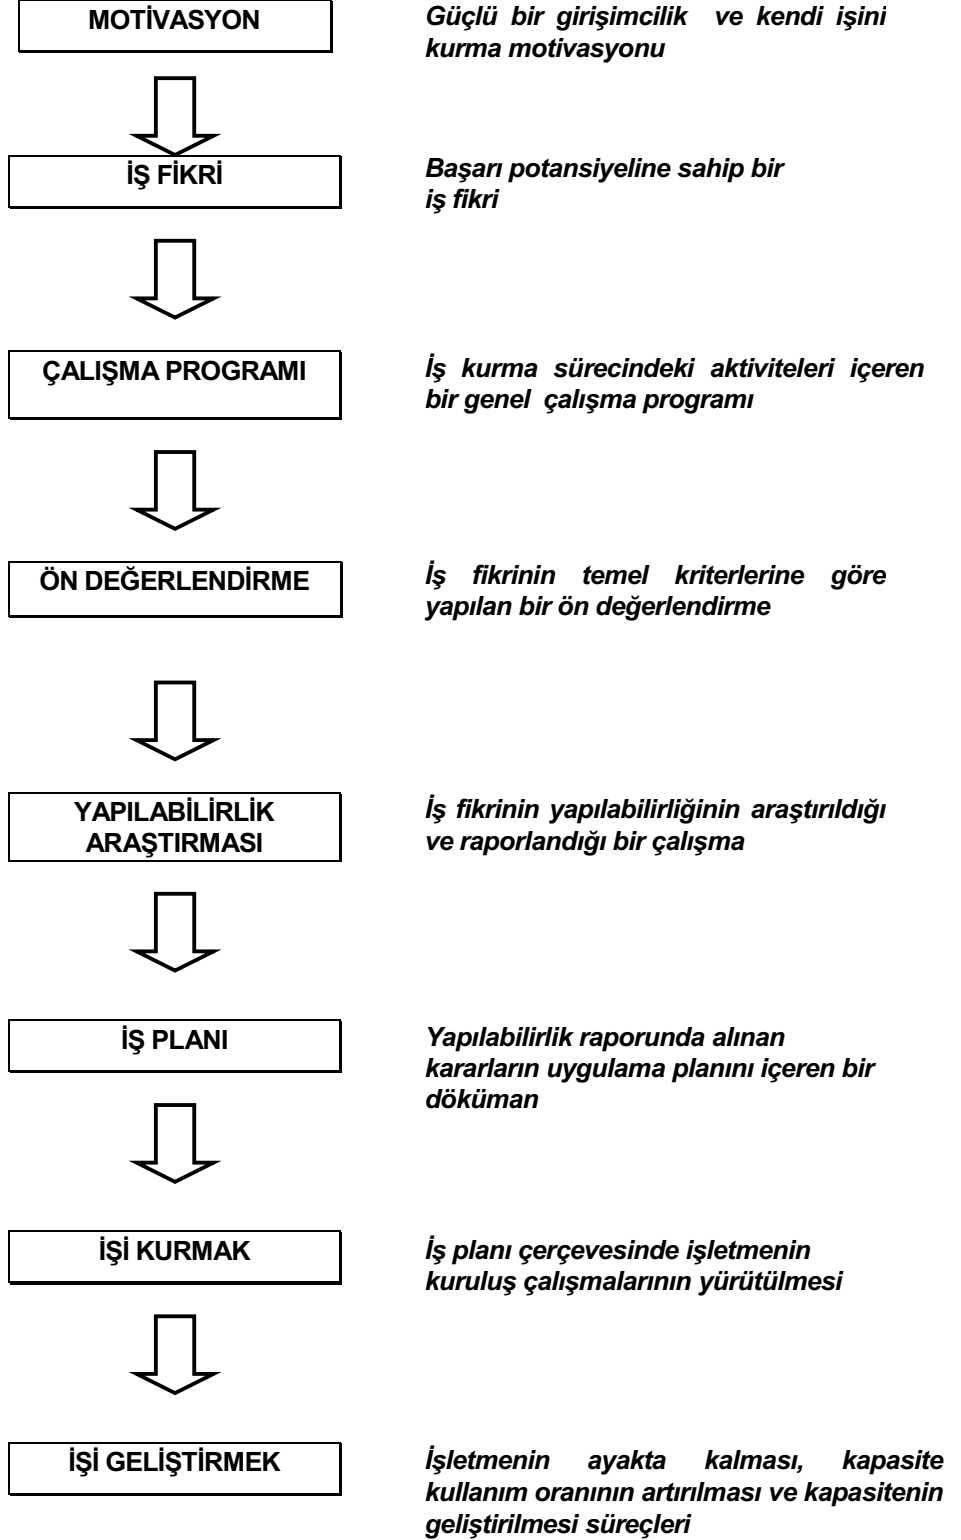 MOTİVASYON
Güçlü bir girişimcilik ve kendi işini
kurma motivasyonu
İŞ FİKRİ
Başarı potansiyeline sahip bir
iş fikri
ÇALIŞMA PROGRAMI
İş kurma sürecindeki aktiviteleri içeren
bir genel çalışma programı
ÖN DEĞERLENDİRME
İş fikrinin temel kriterlerine göre
yapılan bir ön değerlendirme
YAPILABİLİRLİK
ARAŞTIRMASI
İş fikrinin yapılabilirliğinin araştırıldığı
ve raporlandığı bir çalışma
İŞ PLANI
Yapılabilirlik raporunda alınan
kararların uygulama planını içeren bir
döküman
İŞİ KURMAK
İş planı çerçevesinde işletmenin
kuruluş çalışmalarının yürütülmesi
İŞİ GELİŞTİRMEK
İşletmenin ayakta kalması, kapasite
kullanım oranının artırılması ve kapasitenin
geliştirilmesi süreçleri